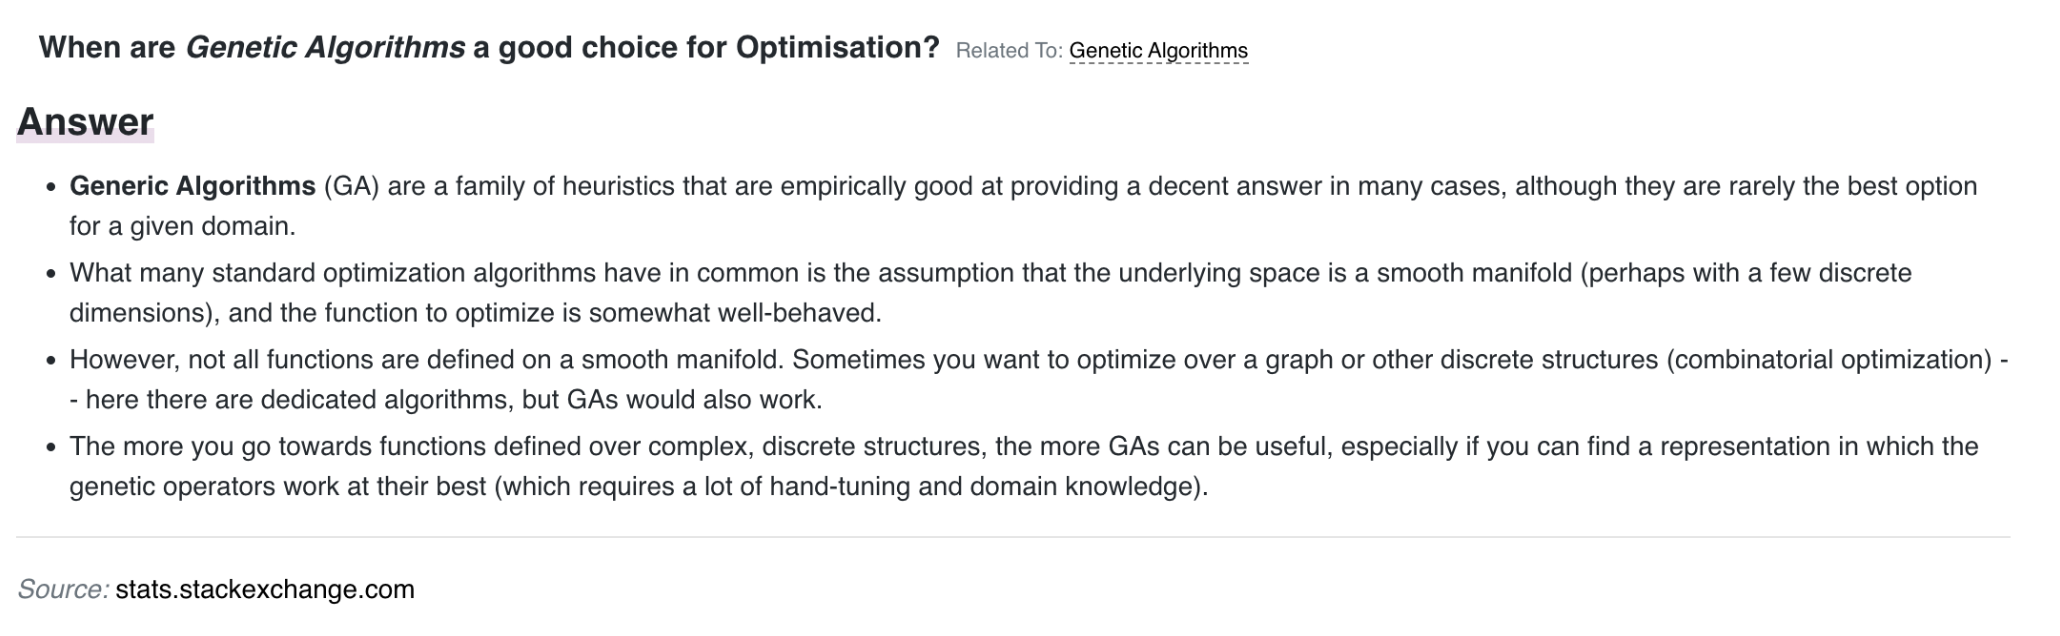 When are Genetic Algorithms a good choice for Optimisation? Related To: Genetic Algorithms
Answer
• Generic Algorithms (GA) are a family of heuristics that are empirically good at providing a decent answer in many cases, although they are rarely the best option
for a given domain.
• What many standard optimization algorithms have in common is the assumption that the underlying space is a smooth manifold (perhaps with a few discrete
dimensions), and the function to optimize is somewhat well-behaved.
• However, not all functions are defined on a smooth manifold. Sometimes you want to optimize over a graph or other discrete structures (combinatorial optimization) -
- here there are dedicated algorithms, but GAs would also work.
• The more you go towards functions defined over complex, discrete structures, the more GAs can be useful, especially if you can find a representation in which the
genetic operators work at their best (which requires a lot of hand-tuning and domain knowledge).
Source: stats.stackexchange.com